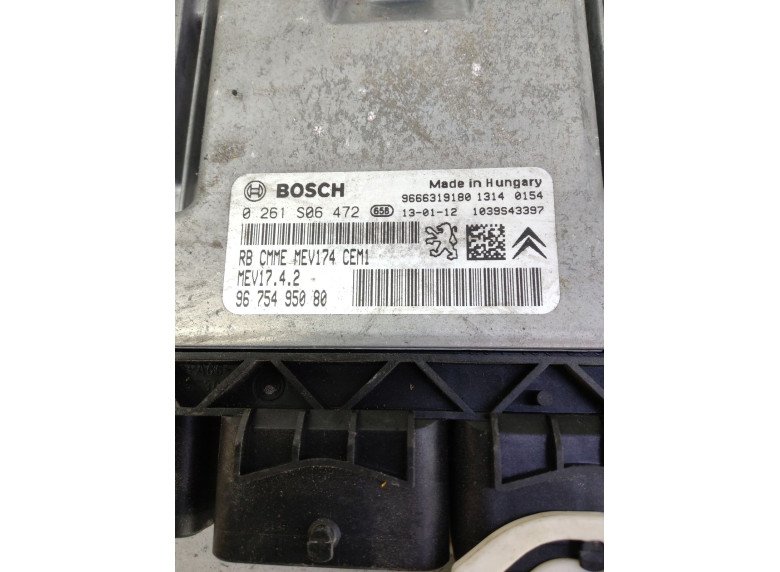 BOSCH
Made in Hungary
9666319180 1314 0154
0 261 S06 472 658 13-01-12 1039S43397
RB CMME MEV174 CEM1
MEV17.4.2
96 754 950 80